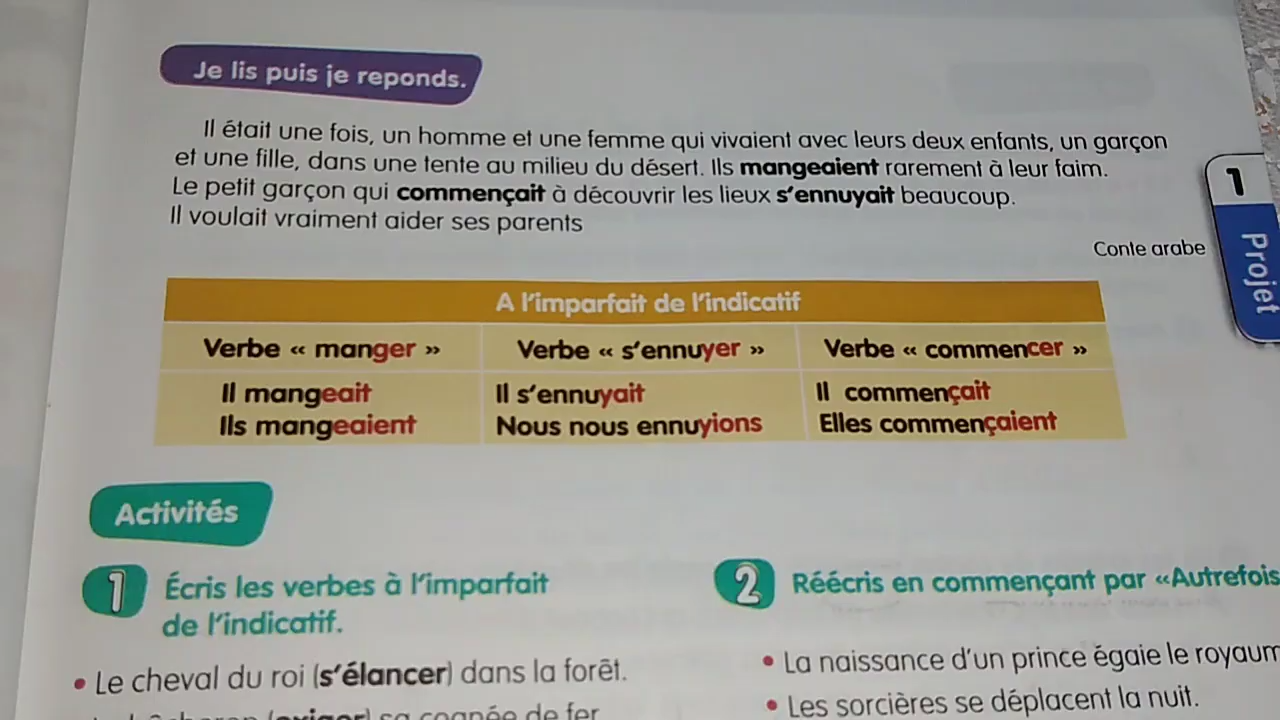 Je lis puis je reponds.
Il était une fois, un homme et une femme qui vivaient avec leurs deux enfants, un garçon
et une fille, dans une tente au milieu du désert. Ils mangeaient rarement à leur faim.
Le petit garçon qui commençait à découvrir les lieux s'ennuyait beaucoup.
Il voulait vraiment aider ses parents
Conte arabe
1
Projet
A l'imparfait de l'indicatif
Verbe « manger » Verbe « s'ennuyer » Verbe « commencer »
Il mangeait Il s'ennuyait Il commençait
Ils mangeaient Nous nous ennuyions Elles commençaient
Activités
1 Écris les verbes à l'imparfait
de l'indicatif.
• Le cheval du roi (s'élancer) dans la forêt.
sa cognée de fer
2 Réécris en commençant par «Autrefois
• La naissance d'un prince égaie le
• Les sorcières se déplacent la nuit.